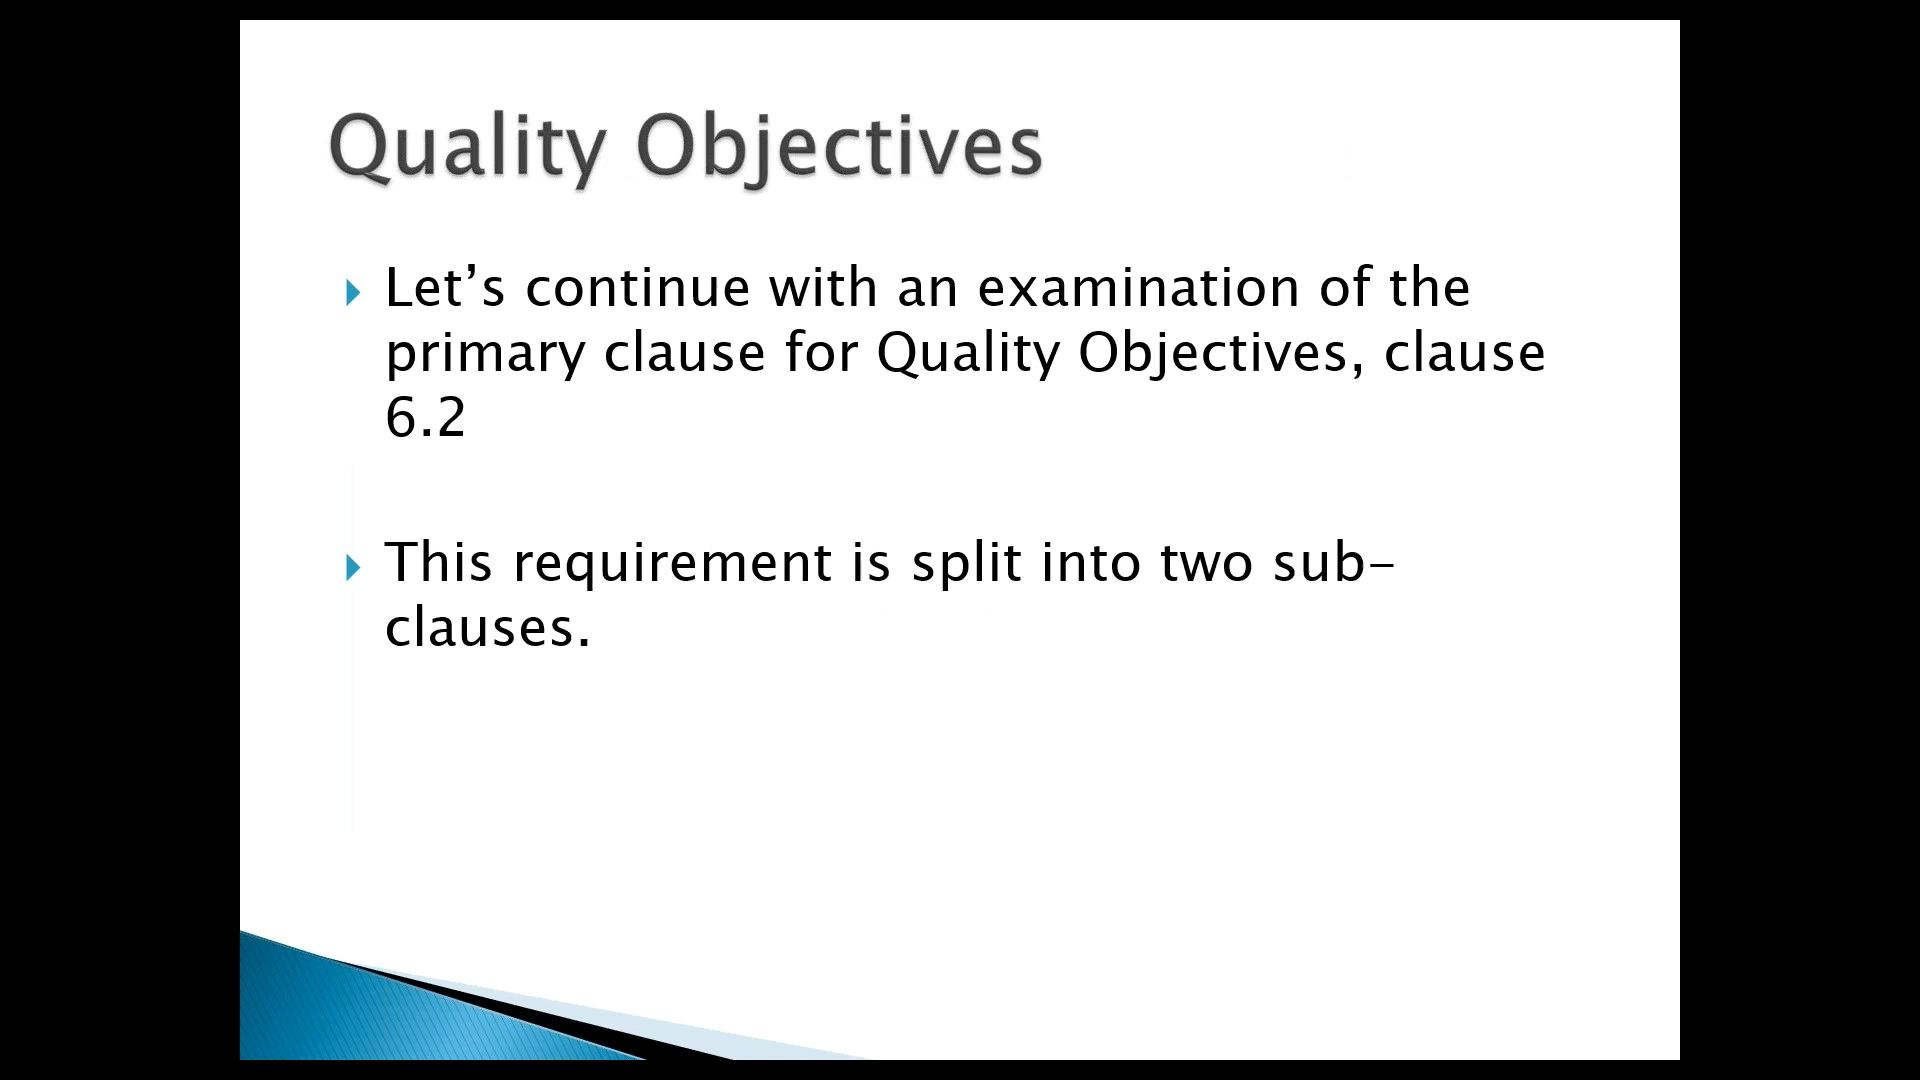 Quality Objectives
Let’s continue with an examination of the
primary clause for Quality Objectives, clause
6.2
This requirement is split into two sub-
clauses.